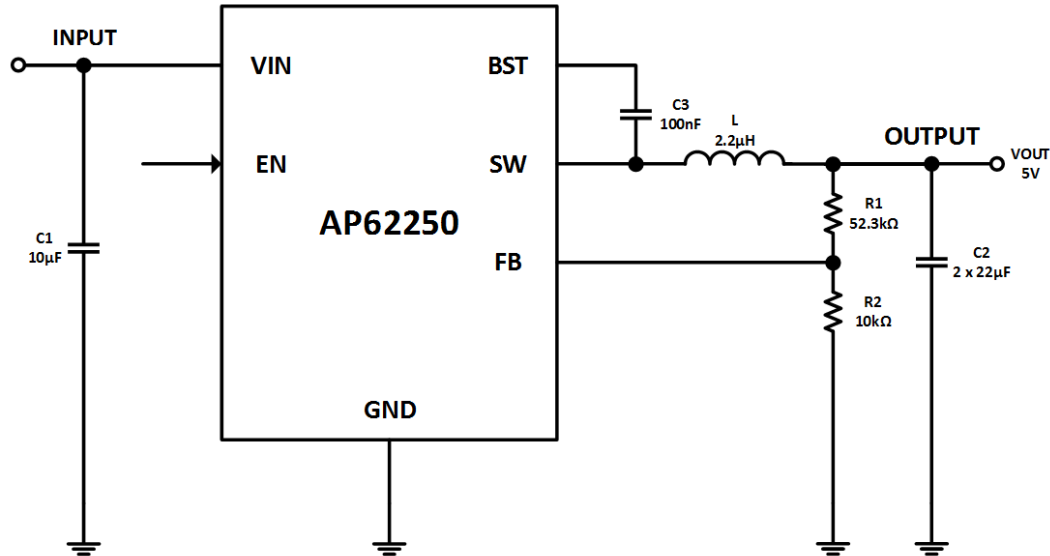 INPUT
VIN
BST
C3
100nF
L
2.2µH
OUTPUT
VOUT
5V
EN
SW
AP62250
R1
52.3kΩ
C1
10µF
FB
C2
2 x 22µF
R2
10kΩ
GND